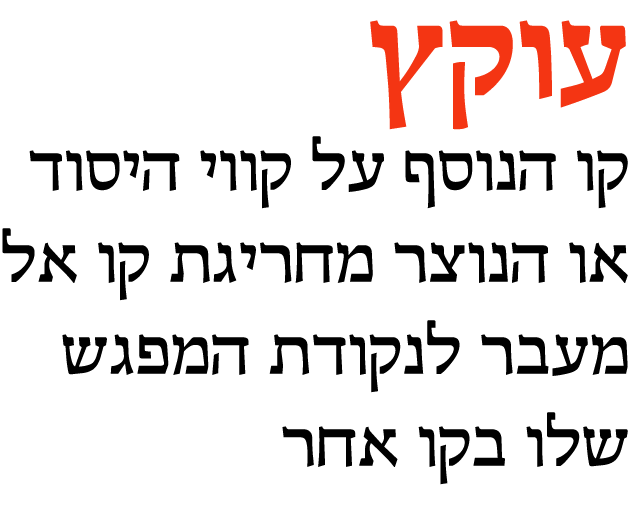 עוקץ
קו הנוסף על קווי היסוד
או הנוצר מחריגת קו אל
מעבר לנקודת המפגש
שלו בקו אחר